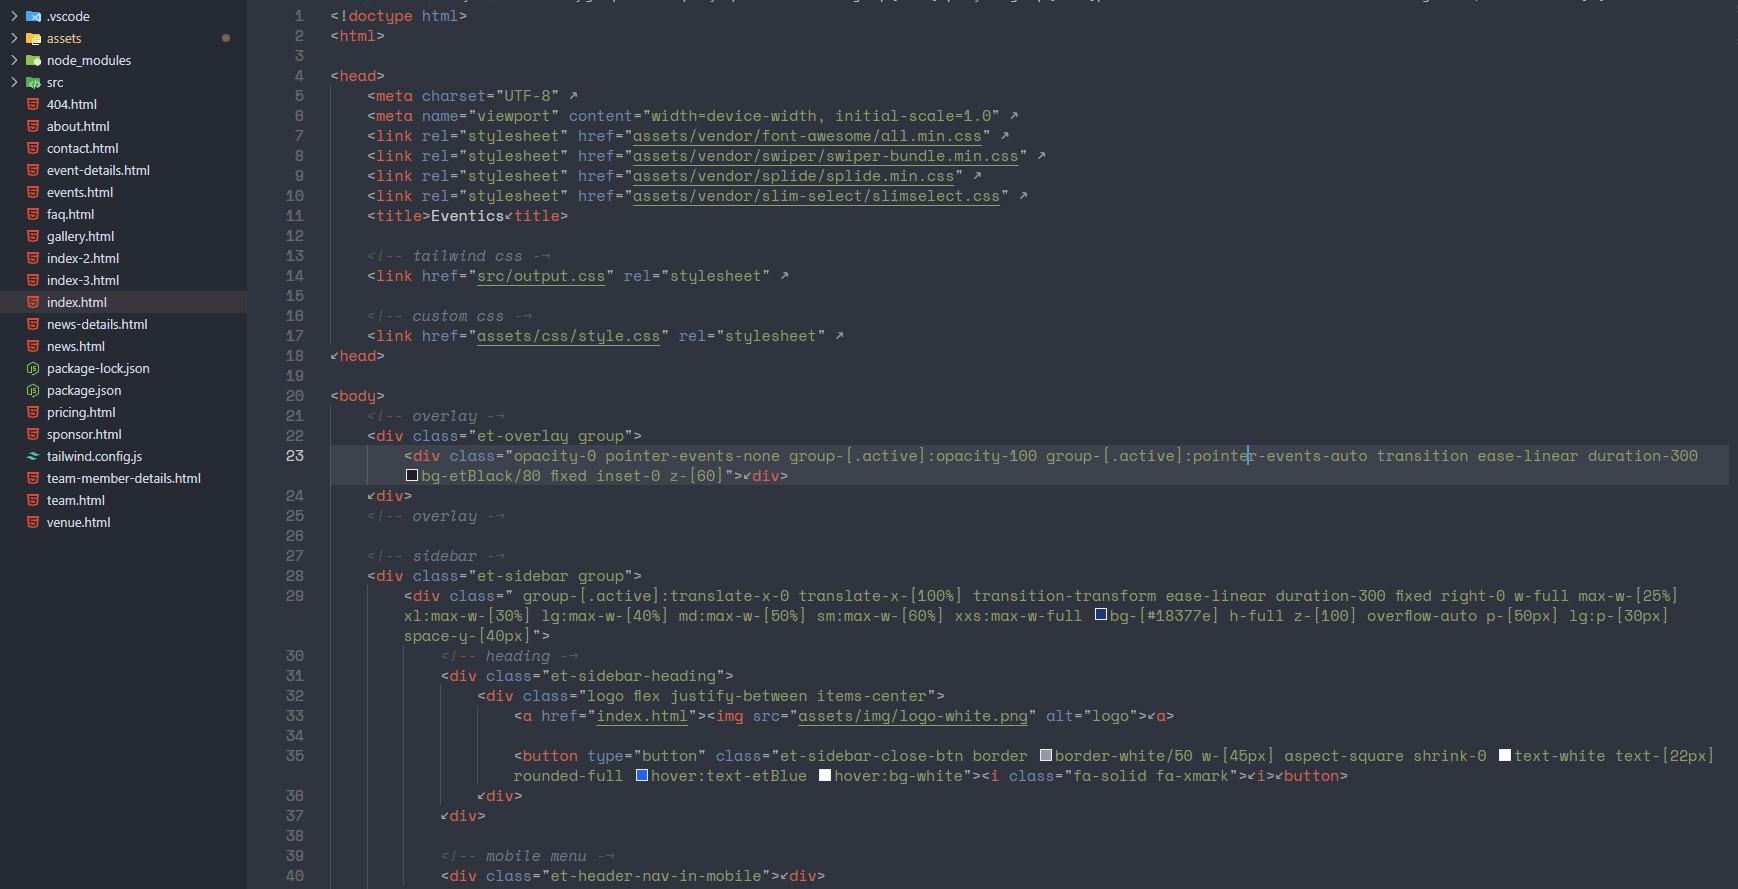 .vscode
assets
node_modules
src
404.html
about.html
contact.html
event-details.html
events.html
faq.html
gallery.html
index-2.html
index-3.html
index.html
news-details.html
news.html
package-lock.json
package.json
pricing.html
sponsor.html
tailwind.config.js
team-member-details.html
team.html
venue.html
1 <!doctype html>
2 <html>
3
4 <head>
5 <meta charset="UTF-8" />
6 <meta name="viewport" content="width=device-width, initial-scale=1.0" />
7 <link rel="stylesheet" href="assets/vendor/font-awesome/all.min.css" />
8 <link rel="stylesheet" href="assets/vendor/swiper/swiper-bundle.min.css" />
9 <link rel="stylesheet" href="assets/vendor/splide/splide.min.css" />
10 <link rel="stylesheet" href="assets/vendor/slim-select/slimselect.css" />
11 <title>Eventics</title>
12
13 <!-- tailwind css -->
14 <link href="src/output.css" rel="stylesheet" />
15
16 <!-- custom css -->
17 <link href="assets/css/style.css" rel="stylesheet" />
18 </head>
19
20 <body>
21 <!-- overlay -->
22 <div class="et-overlay group">
23 <div class="opacity-0 pointer-events-none group-[.active]:opacity-100 group-[.active]:pointer-events-auto transition ease-linear duration-300
bg-etBlack/80 fixed inset-0 z-[60]"></div>
24 </div>
25 <!-- overlay -->
26
27 <!-- sidebar -->
28 <div class="et-sidebar group">
29 <div class=" group-[.active]:translate-x-0 translate-x-[100%] transition-transform ease-linear duration-300 fixed right-0 w-full max-w-[25%]
xl:max-w-[30%] lg:max-w-[40%] md:max-w-[50%] sm:max-w-[60%] xxs:max-w-full bg-[#18377e] h-full z-[100] overflow-auto p-[50px] lg:p-[30px]
space-y-[40px]">
30 <!-- heading -->
31 <div class="et-sidebar-heading">
32 <div class="logo flex justify-between items-center">
33 <a href="index.html"><img src="assets/img/logo-white.png" alt="logo"></a>
34
35 <button type="button" class="et-sidebar-close-btn border border-white/50 w-[45px] aspect-square shrink-0 text-white text-[22px]
rounded-full hover:text-etBlue hover:bg-white"><i class="fa-solid fa-xmark"></i></button>
36 </div>
37 </div>
38
39 <!-- mobile menu -->
40 <div class="et-header-nav-in-mobile"></div>